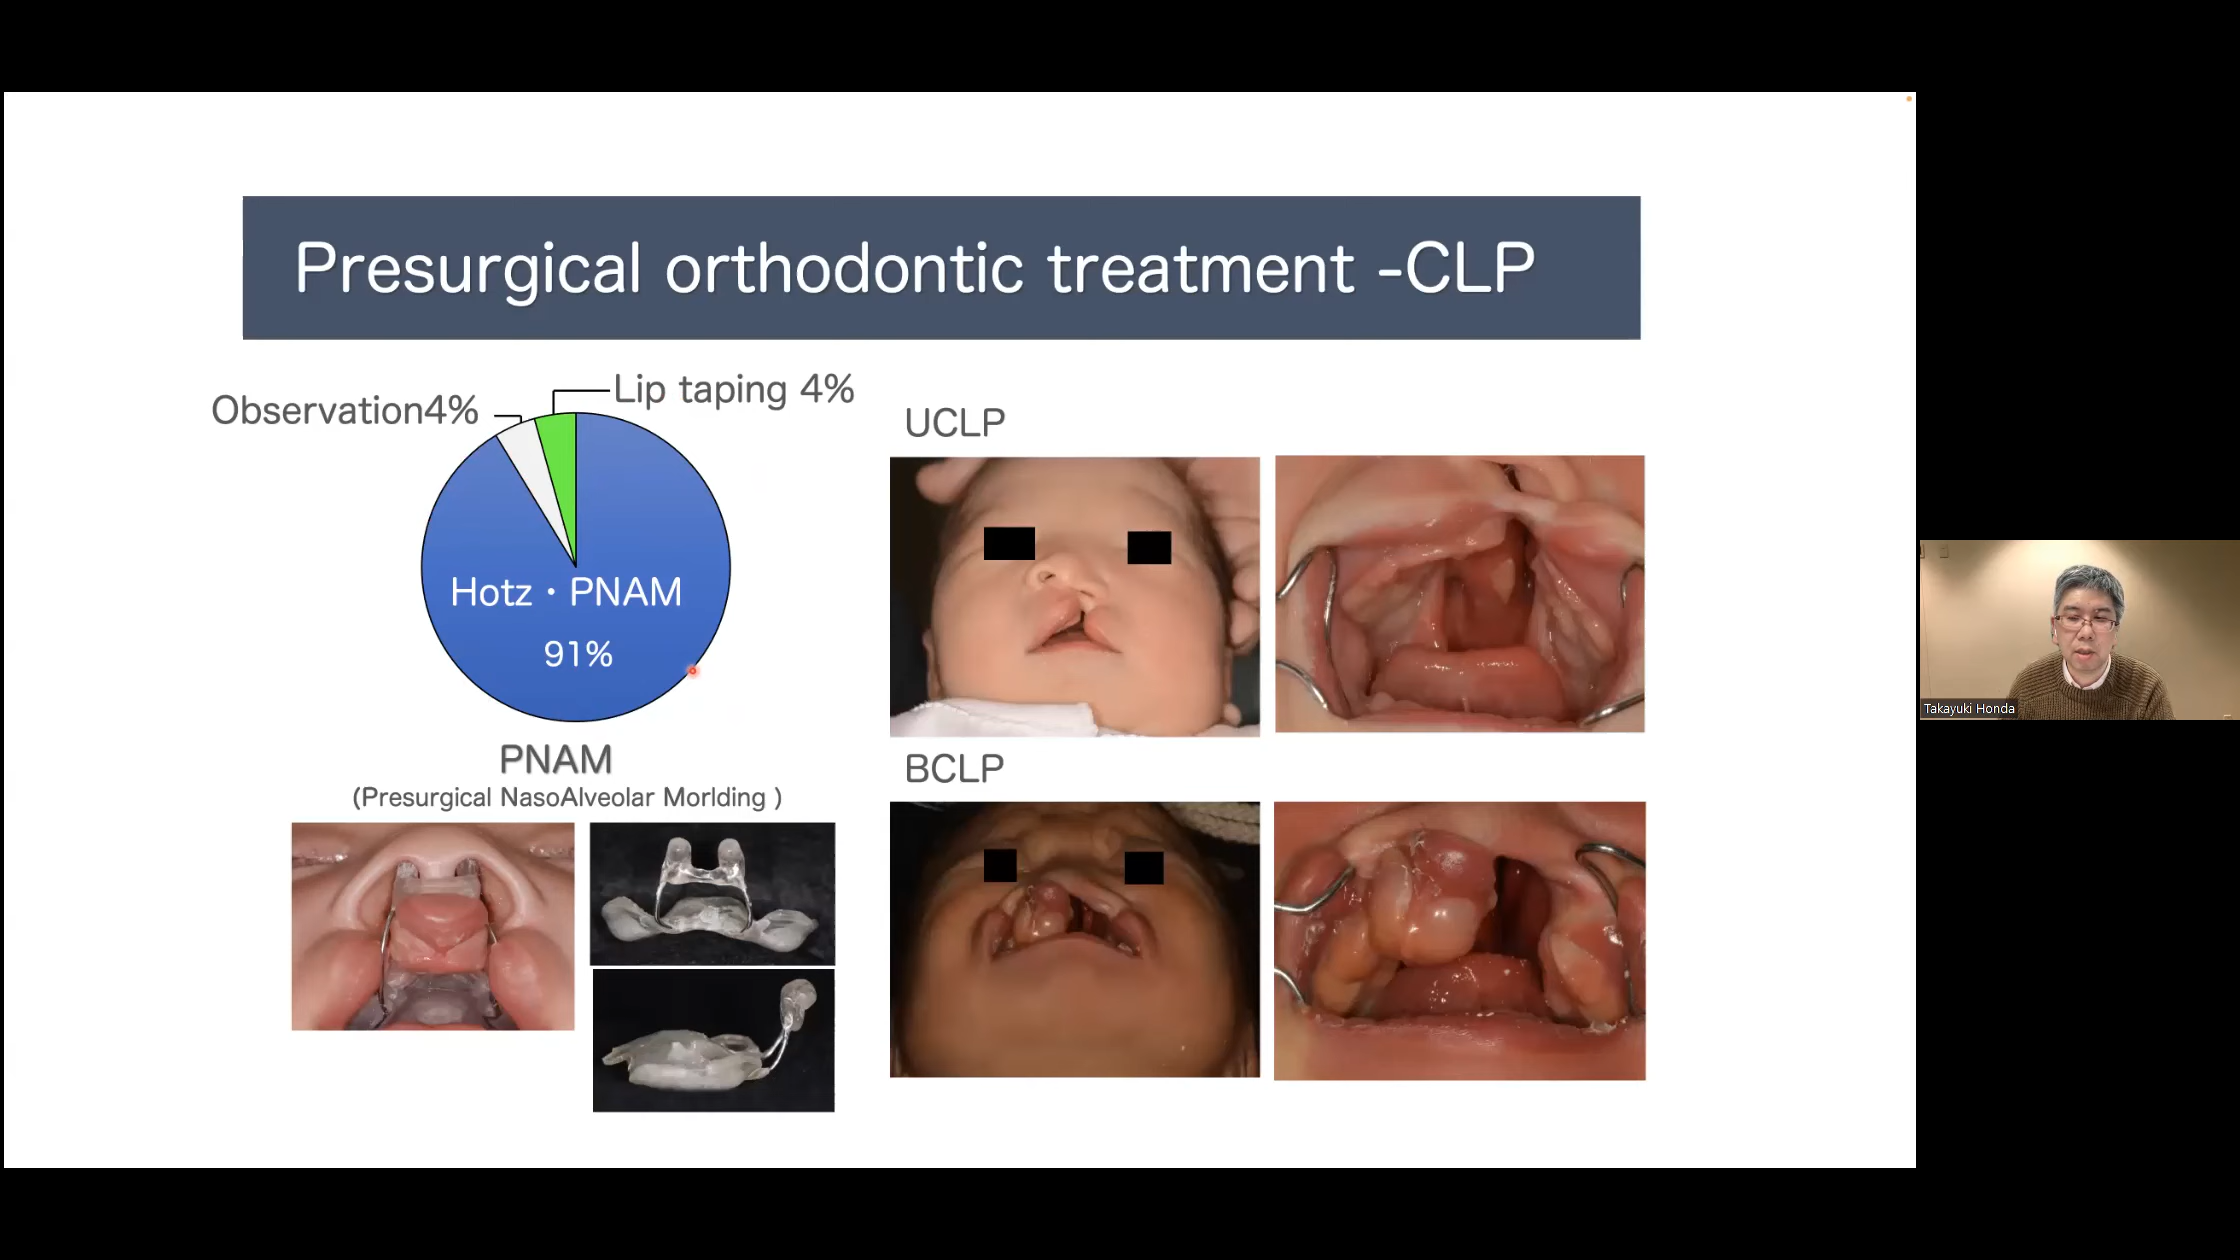 Presurgical orthodontic treatment -CLP
Observation4%
Lip taping 4%
Hotz・PNAM
91%
PNAM
(Presurgical NasoAlveolar Morlding )
UCLP
BCLP
Takayuki Honda